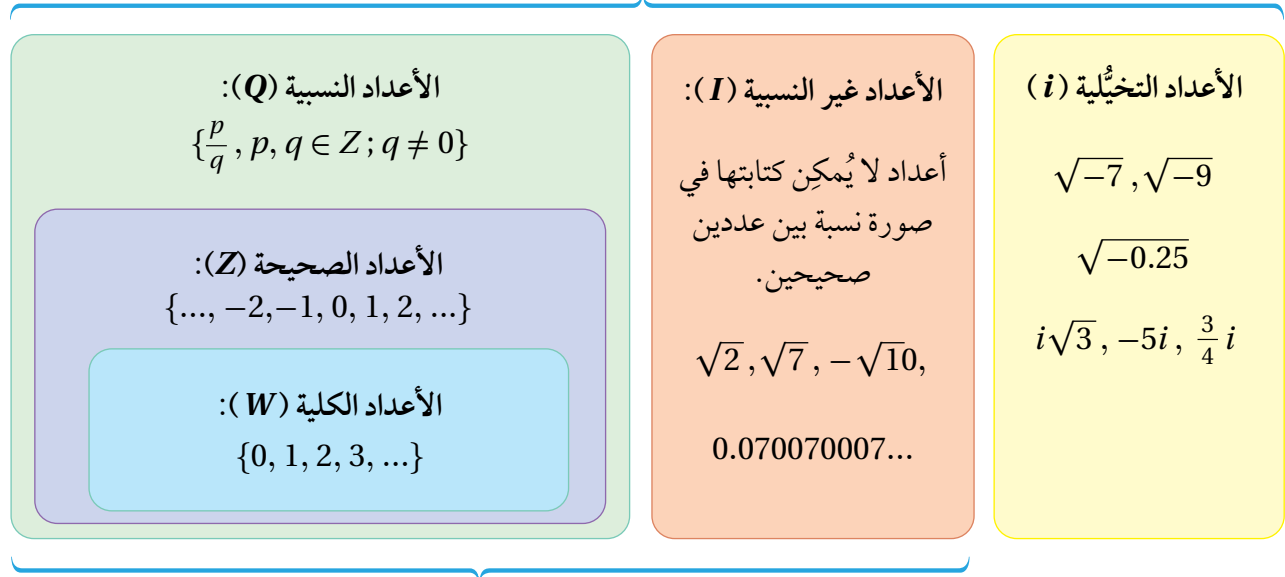 الأعداد التخيُّلية (i)
√−7 , √−9
√−0.25
i√3 , −5i , 3/4 i
الأعداد غير النسبية (I):
أعداد لا يُمكِن كتابتها في
صورة نسبة بين عددين
صحيحين.
√2 , √7 , −√10,
0.070070007...
الأعداد النسبية (Q):
{p/q , p, q ∈ Z ; q ≠ 0}
الأعداد الصحيحة (Z):
{..., −2,−1, 0, 1, 2, ...}
الأعداد الكلية (W):
{0, 1, 2, 3, ...}